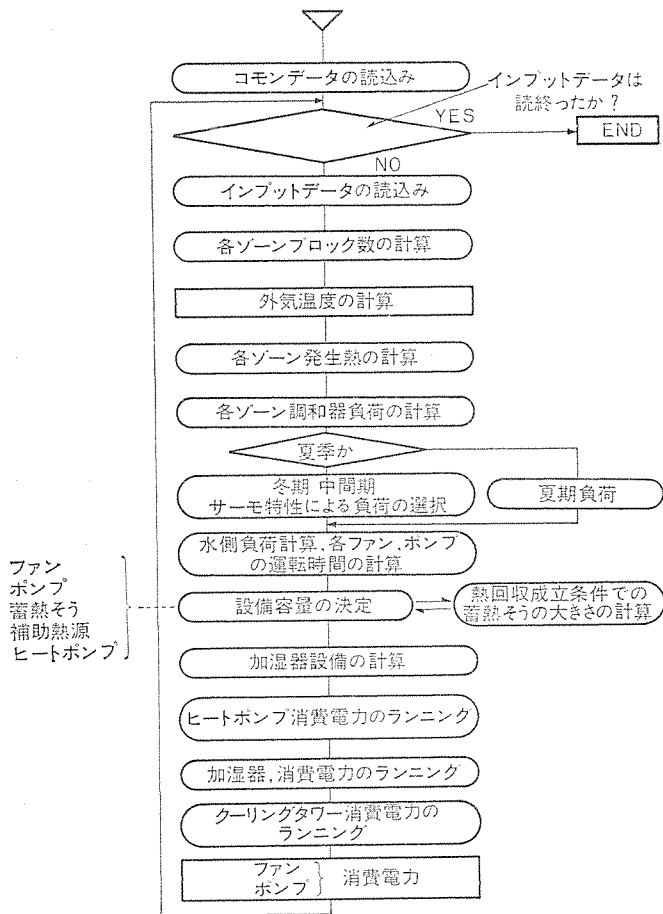 コモンデータの読込み
インプットデータは
読終ったか?
YES
END
NO
インプットデータの読込み
各ゾーンブロック数の計算
外気温度の計算
各ゾーン発生熱の計算
各ゾーン調和器負荷の計算
夏季か
冬期 中間期
サーモ特性による負荷の選択
夏期負荷
水側負荷計算、各ファン、ポンプ
の運転時間の計算
ファン
ポンプ
蓄熱そう
補助熱源
ヒートポンプ
設備容量の決定
熱回収成立条件での
蓄熱そうの大きさの計算
加湿器設備の計算
ヒートポンプ消費電力のランニング
加湿器,消費電力のランニング
クーリングタワー消費電力の
ランニング
ファン
ポンプ
消費電力